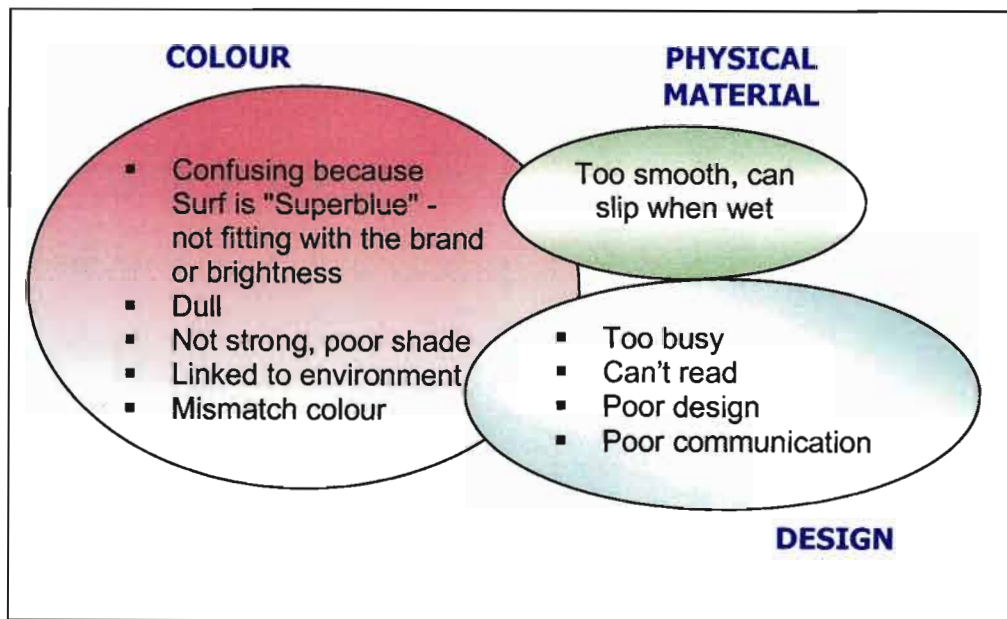 COLOUR
▪ Confusing because
Surf is "Superblue" -
not fitting with the brand
or brightness
▪ Dull
▪ Not strong, poor shade
▪ Linked to environment
▪ Mismatch colour
PHYSICAL
MATERIAL
Too smooth, can
slip when wet
▪ Too busy
▪ Can't read
▪ Poor design
▪ Poor communication
DESIGN